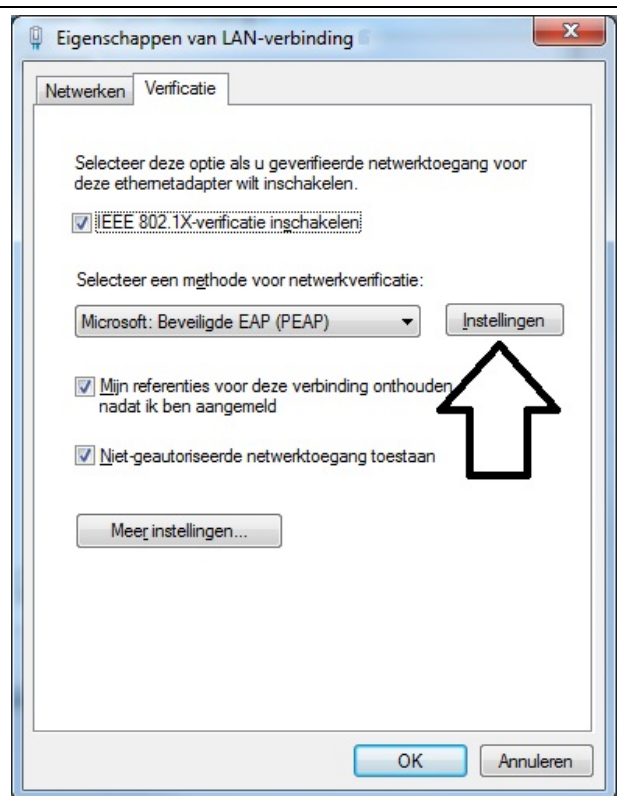 Eigenschappen van LAN-verbinding
Netwerken Verificatie
Selecteer deze optie als u geverifieerde netwerktoegang voor
deze ethernetadapter wilt inschakelen.
IEEE 802.1X-verificatie inschakelen
Selecteer een methode voor netwerkverificatie:
Microsoft: Beveiligde EAP (PEAP) Instellingen
Mijn referenties voor deze verbinding onthouden
nadat ik ben aangemeld
Niet-geautoriseerde netwerktoegang toestaan
Meer instellingen...
OK Annuleren